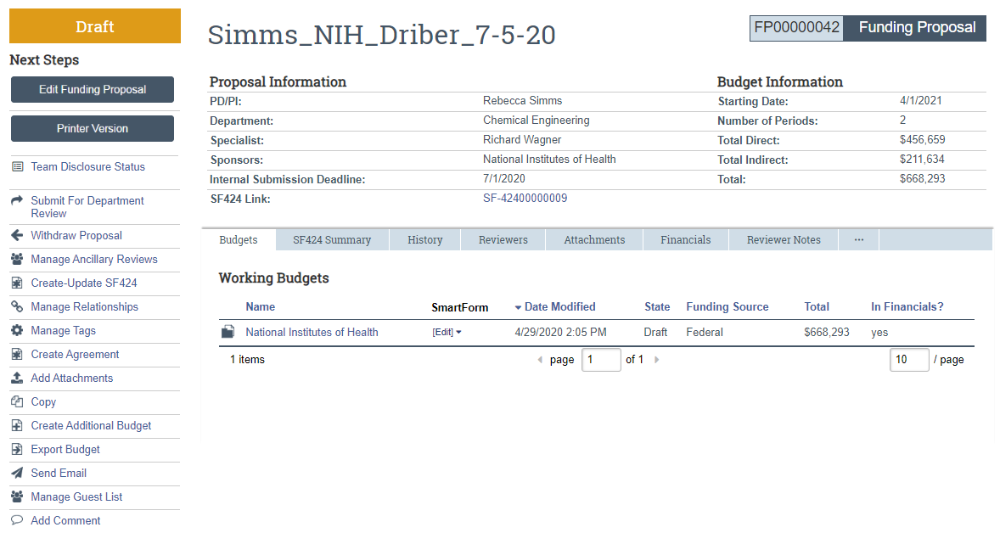 Draft
Simms_NIH_Driber_7-5-20
FP00000042 Funding Proposal
Next Steps
Edit Funding Proposal
Printer Version
Team Disclosure Status
Submit For Department
Review
Withdraw Proposal
Manage Ancillary Reviews
Create-Update SF424
Manage Relationships
Manage Tags
Create Agreement
Add Attachments
Copy
Create Additional Budget
Export Budget
Send Email
Manage Guest List
Add Comment
Proposal Information
PD/PI: Rebecca Simms
Department: Chemical Engineering
Specialist: Richard Wagner
Sponsors: National Institutes of Health
Internal Submission Deadline: 7/1/2020
SF424 Link: SF-42400000009
Budget Information
Starting Date: 4/1/2021
Number of Periods: 2
Total Direct: $456,659
Total Indirect: $211,634
Total: $668,293
Budgets SF424 Summary History Reviewers Attachments Financials Reviewer Notes ...
Working Budgets
Name SmartForm Date Modified State Funding Source Total In Financials?
National Institutes of Health [Edit] 4/29/2020 2:05 PM Draft Federal $668,293 yes
1 items page 1 of 1 10 / page